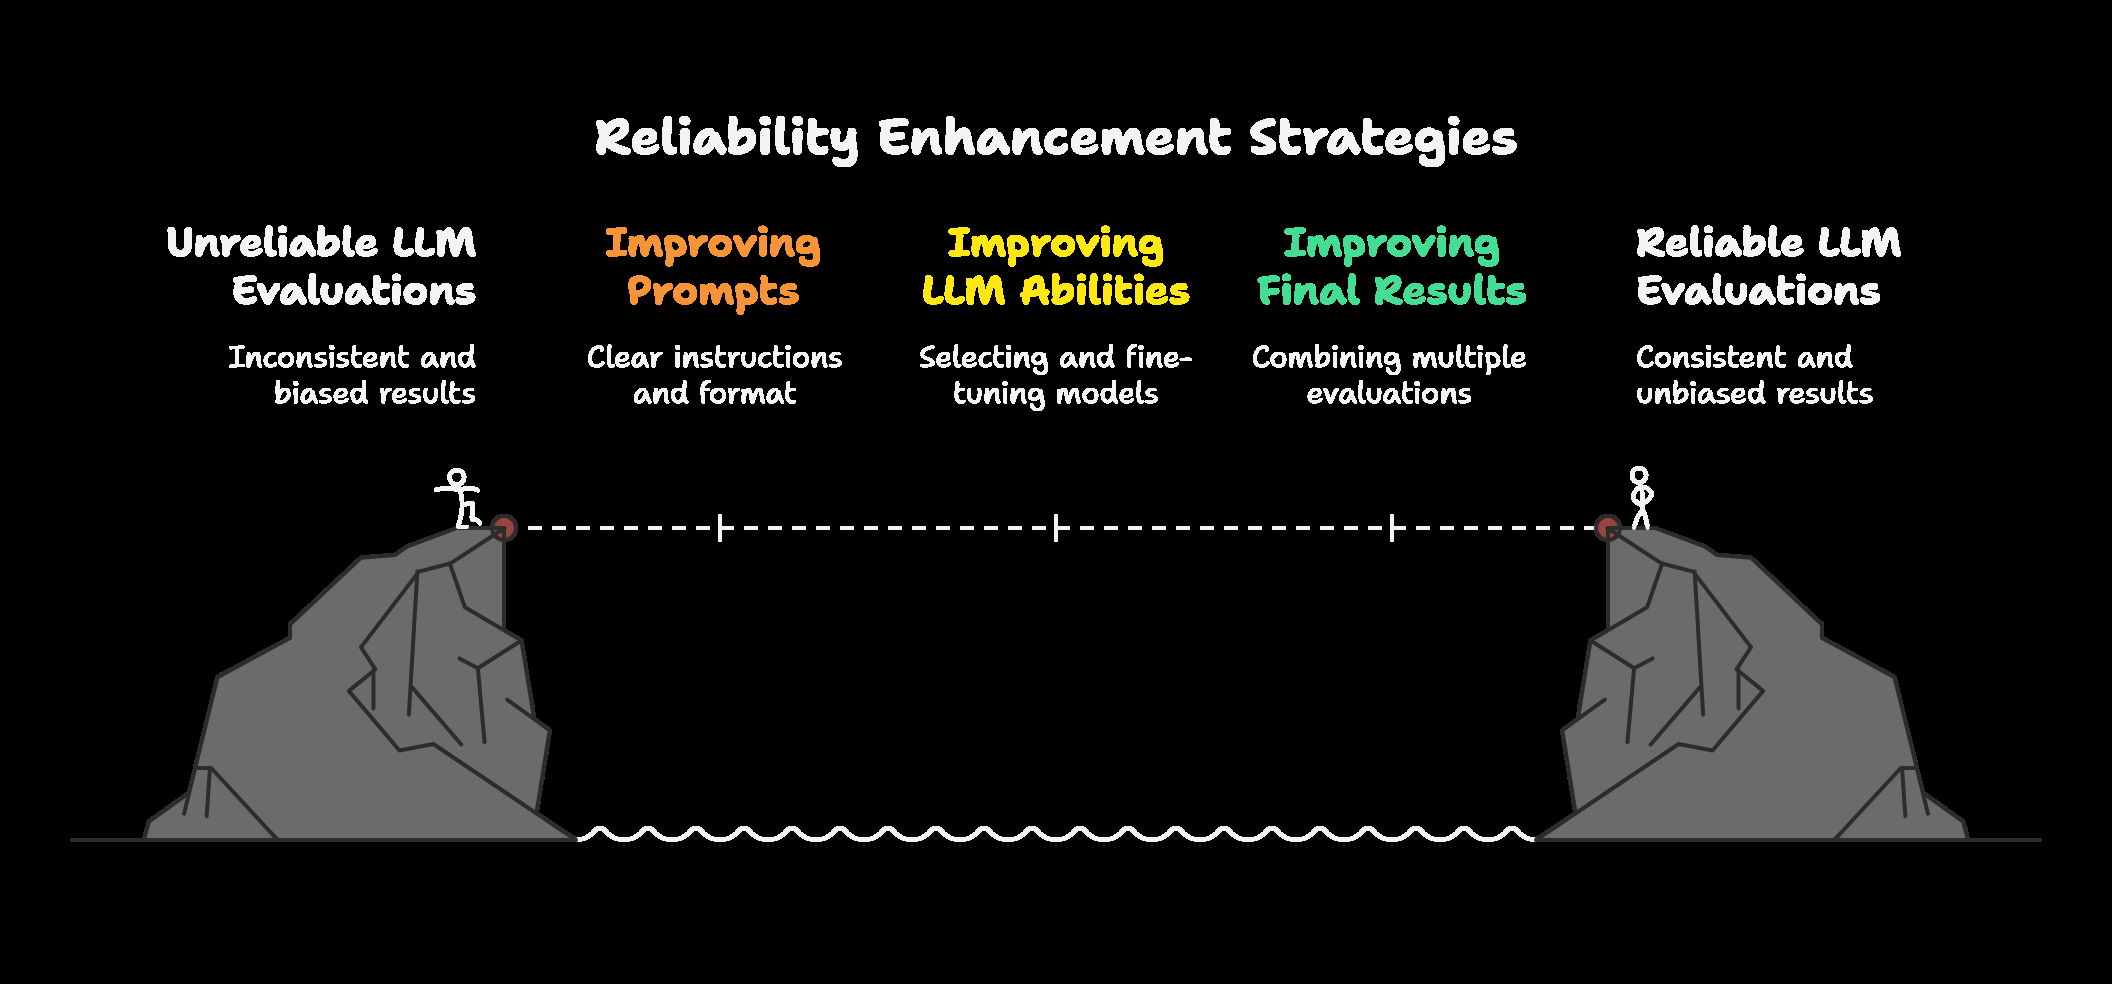 Reliability Enhancement Strategies
Unreliable LLM
Evaluations
Inconsistent and
biased results
Improving
Prompts
Clear instructions
and format
Improving
LLM Abilities
Selecting and fine-
tuning models
Improving
Final Results
Combining multiple
evaluations
Reliable LLM
Evaluations
Consistent and
unbiased results